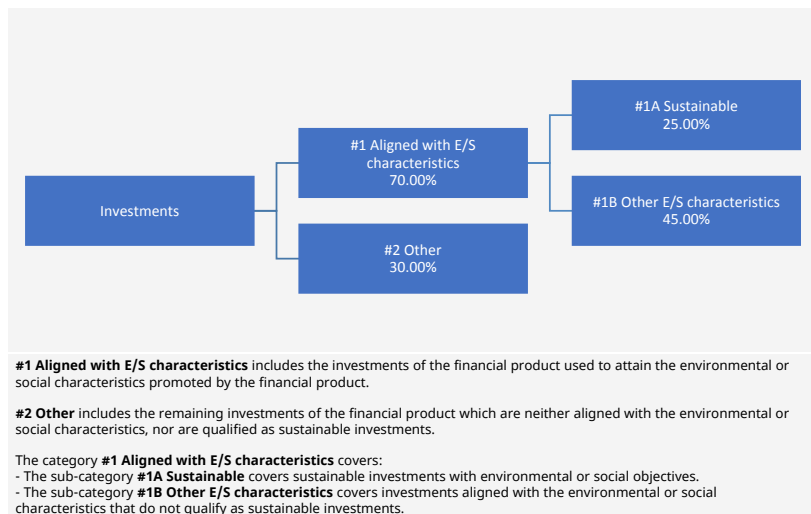 #1A Sustainable
25.00%
#1 Aligned with E/S
characteristics
70.00%
Investments
#1B Other E/S characteristics
45.00%
#2 Other
30.00%
#1 Aligned with E/S characteristics includes the investments of the financial product used to attain the environmental or
social characteristics promoted by the financial product.
#2 Other includes the remaining investments of the financial product which are neither aligned with the environmental or
social characteristics, nor are qualified as sustainable investments.
The category #1 Aligned with E/S characteristics covers:
- The sub-category #1A Sustainable covers sustainable investments with environmental or social objectives.
- The sub-category #1B Other E/S characteristics covers investments aligned with the environmental or social
characteristics that do not qualify as sustainable investments.